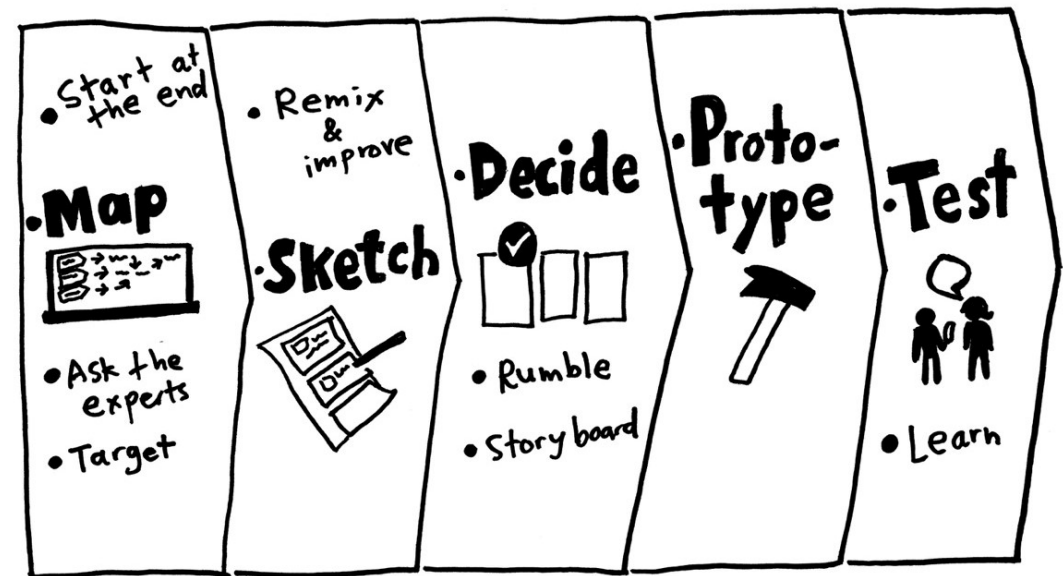 • Start at
the end
• Map
• Ask the
experts
• Target
• Remix
&
improve
• Sketch
• Decide
• Rumble
• Storyboard
• Proto-
type
• Test
• Learn